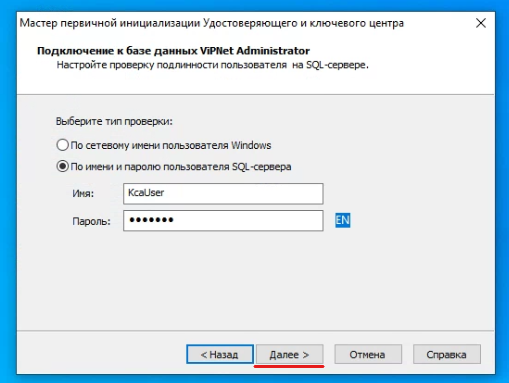 Мастер первичной инициализации Удостоверяющего и ключевого центра
Подключение к базе данных ViPNet Administrator
Настройте проверку подлинности пользователя на SQL-сервере.
Выберите тип проверки:
По сетевому имени пользователя Windows
По имени и паролю пользователя SQL-сервера
Имя: KcaUser
Пароль: ●●●●●●● EN
< Назад Далее > Отмена Справка